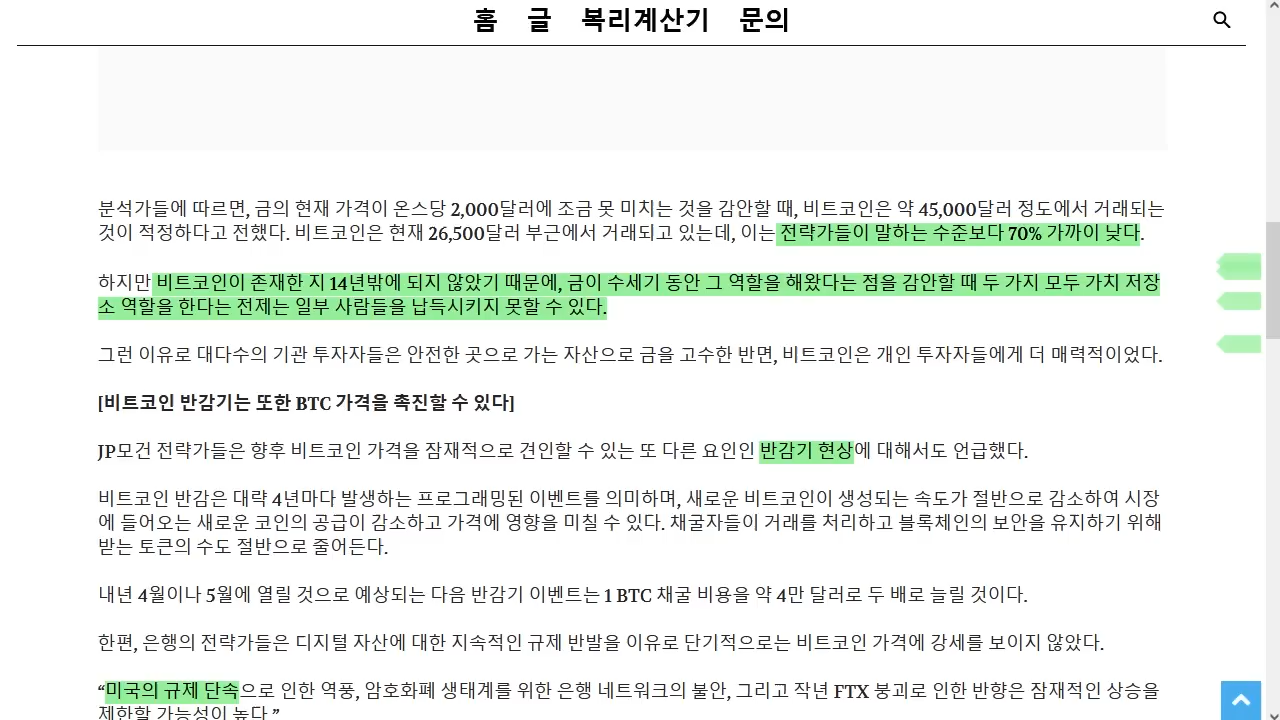 홈 글 복리계산기 문의
분석가들에 따르면, 금의 현재 가격이 온스당 2,000달러에 조금 못 미치는 것을 감안할 때, 비트코인은 약 45,000달러 정도에서 거래되는
것이 적정하다고 전했다. 비트코인은 현재 26,500달러 부근에서 거래되고 있는데, 이는 전략가들이 말하는 수준보다 70% 가까이 낮다.
하지만 비트코인이 존재한 지 14년밖에 되지 않았기 때문에, 금이 수세기 동안 그 역할을 해왔다는 점을 감안할 때 두 가지 모두 가치 저장
소 역할을 한다는 전제는 일부 사람들을 납득시키지 못할 수 있다.
그런 이유로 대다수의 기관 투자자들은 안전한 곳으로 가는 자산으로 금을 고수한 반면, 비트코인은 개인 투자자들에게 더 매력적이었다.
[비트코인 반감기는 또한 BTC 가격을 촉진할 수 있다]
JP모건 전략가들은 향후 비트코인 가격을 잠재적으로 견인할 수 있는 또 다른 요인인 반감기 현상에 대해서도 언급했다.
비트코인 반감은 대략 4년마다 발생하는 프로그래밍된 이벤트를 의미하며, 새로운 비트코인이 생성되는 속도가 절반으로 감소하여 시장
에 들어오는 새로운 코인의 공급이 감소하고 가격에 영향을 미칠 수 있다. 채굴자들이 거래를 처리하고 블록체인의 보안을 유지하기 위해
받는 토큰의 수도 절반으로 줄어든다.
내년 4월이나 5월에 열릴 것으로 예상되는 다음 반감기 이벤트는 1 BTC 채굴 비용을 약 4만 달러로 두 배로 늘릴 것이다.
한편, 은행의 전략가들은 디지털 자산에 대한 지속적인 규제 반발을 이유로 단기적으로는 비트코인 가격에 강세를 보이지 않았다.
“미국의 규제 단속으로 인한 역풍, 암호화폐 생태계를 위한 은행 네트워크의 불안, 그리고 작년 FTX 붕괴로 인한 반향은 잠재적인 상승을
제한할 가능성이 높다.”